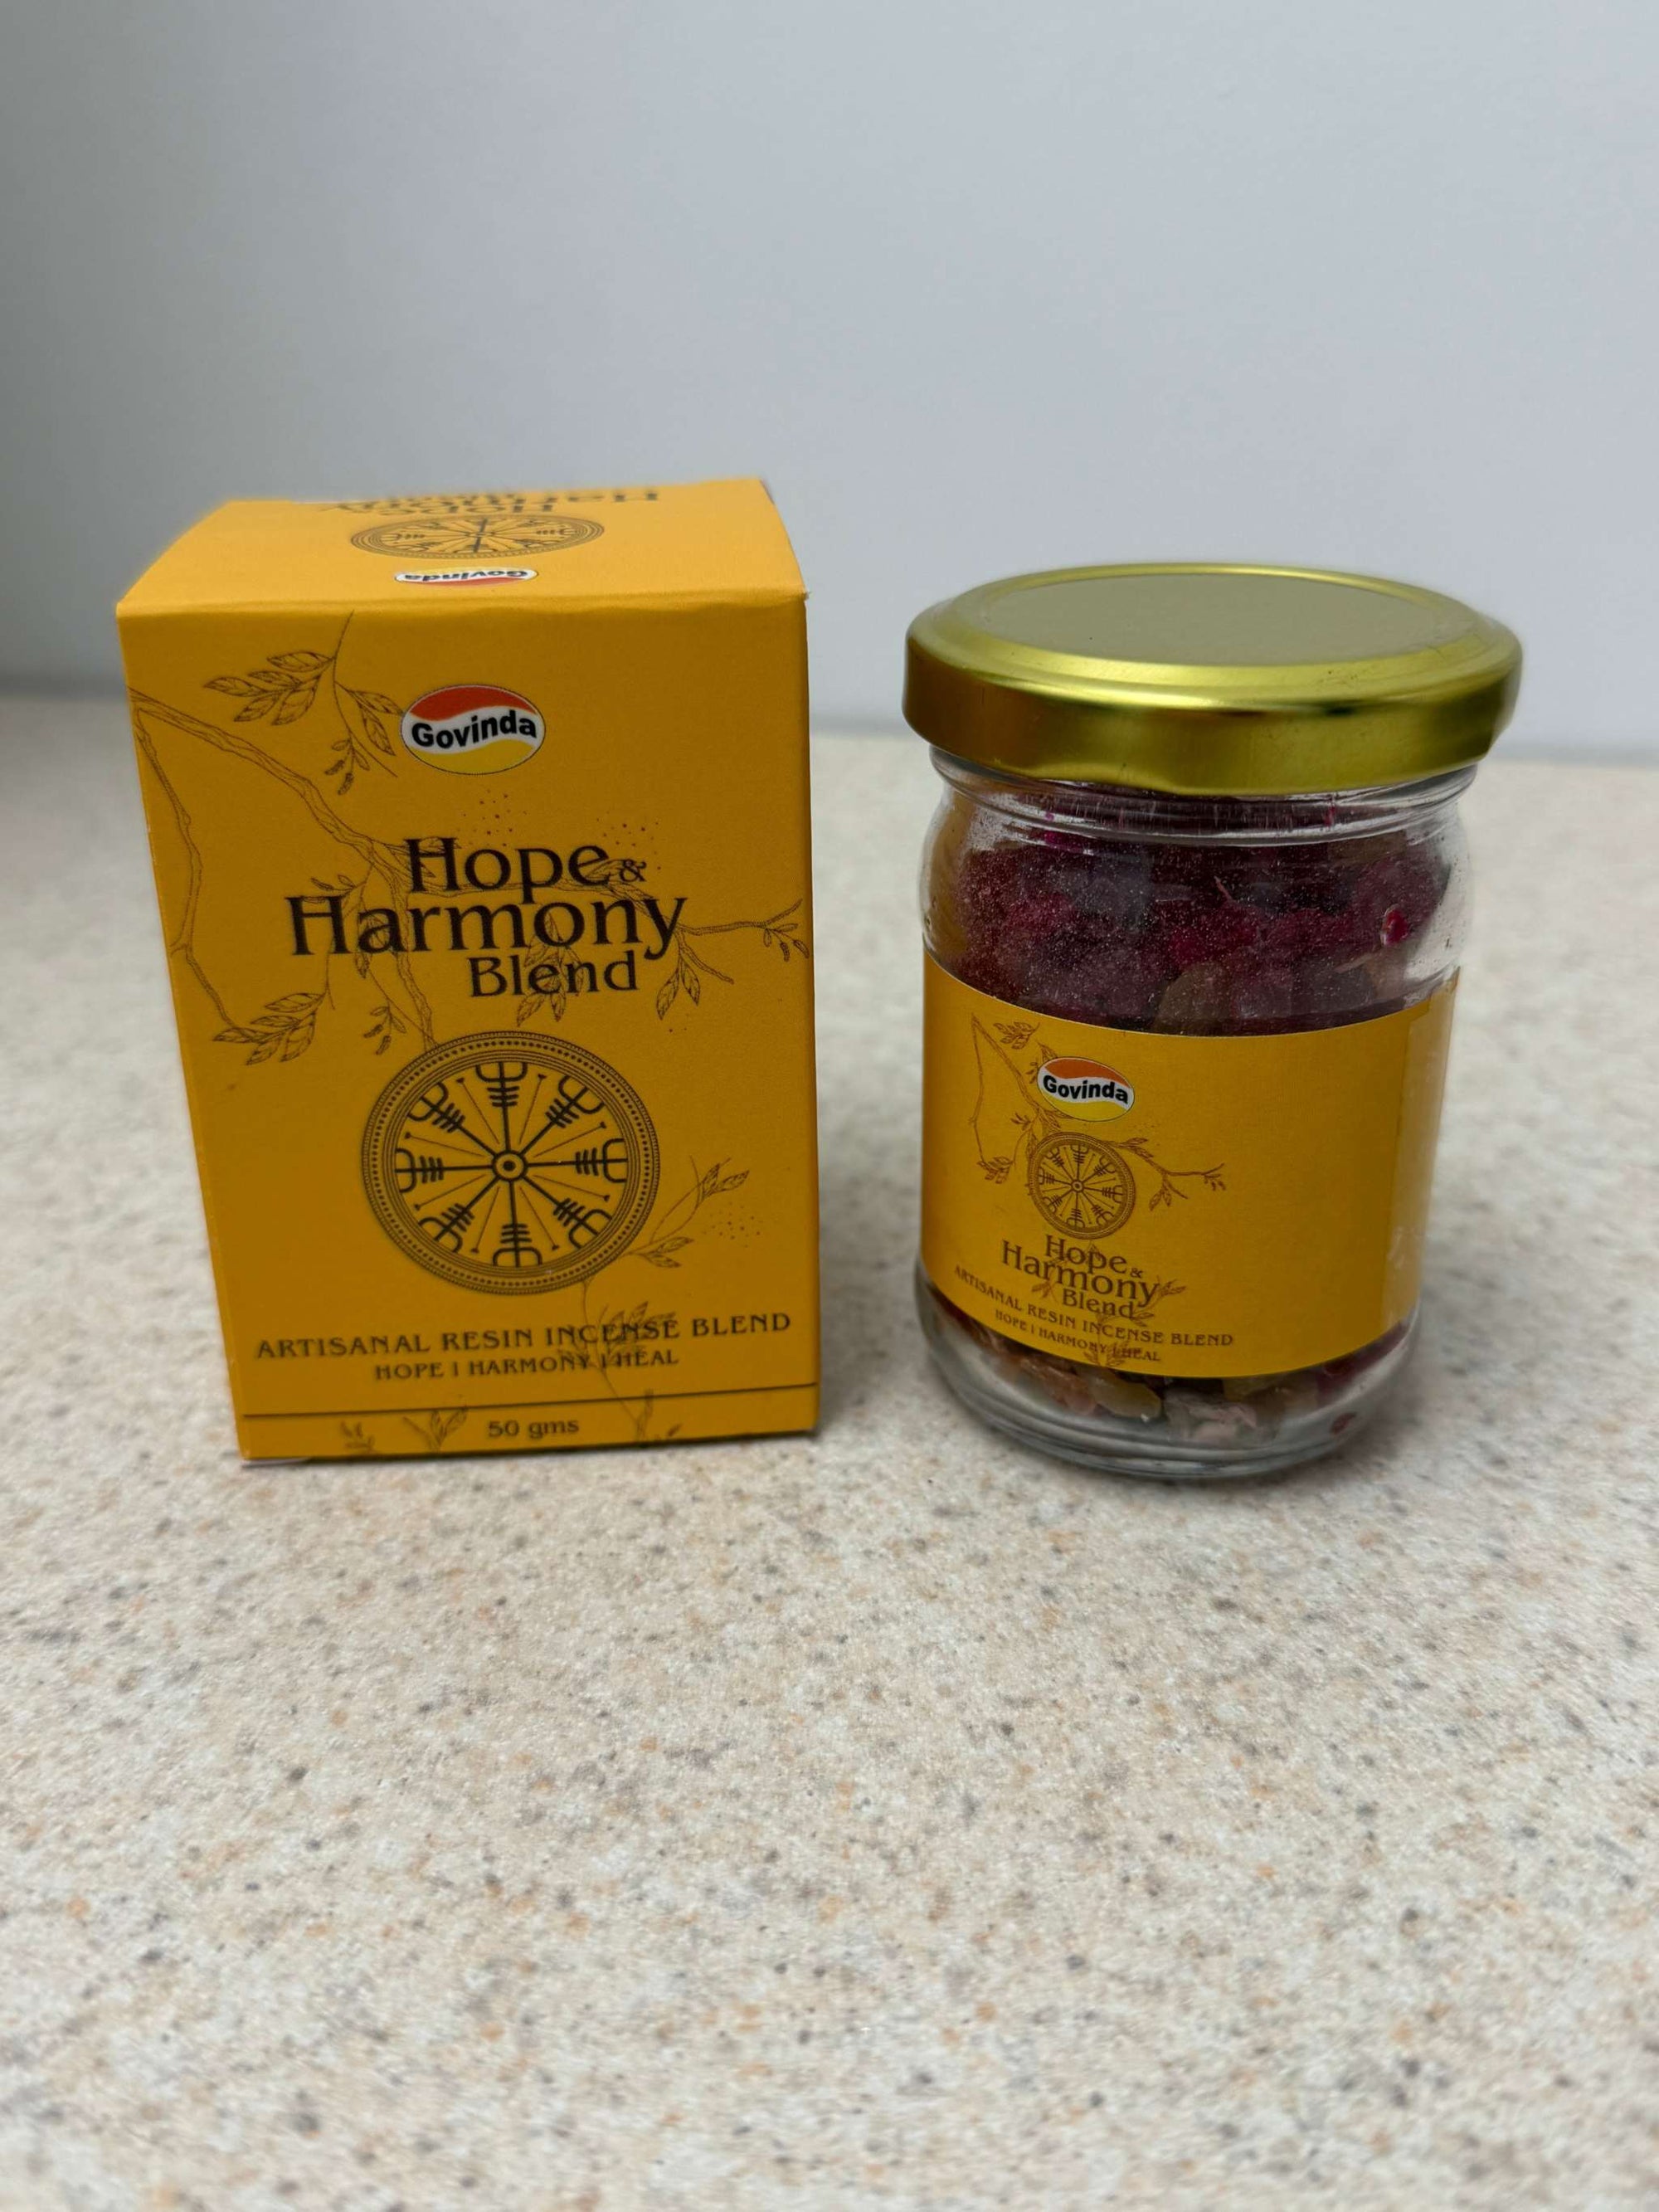 Hope
Harmony
Govinda
Govinda
Hope &
Harmony
Blend
ARTISANAL RESIN INCENSE BLEND
HOPE | HARMONY | HEAL
50 gms
Govinda
Hope &
Harmony
Blend
ARTISANAL RESIN INCENSE BLEND
HOPE | HARMONY | HEAL